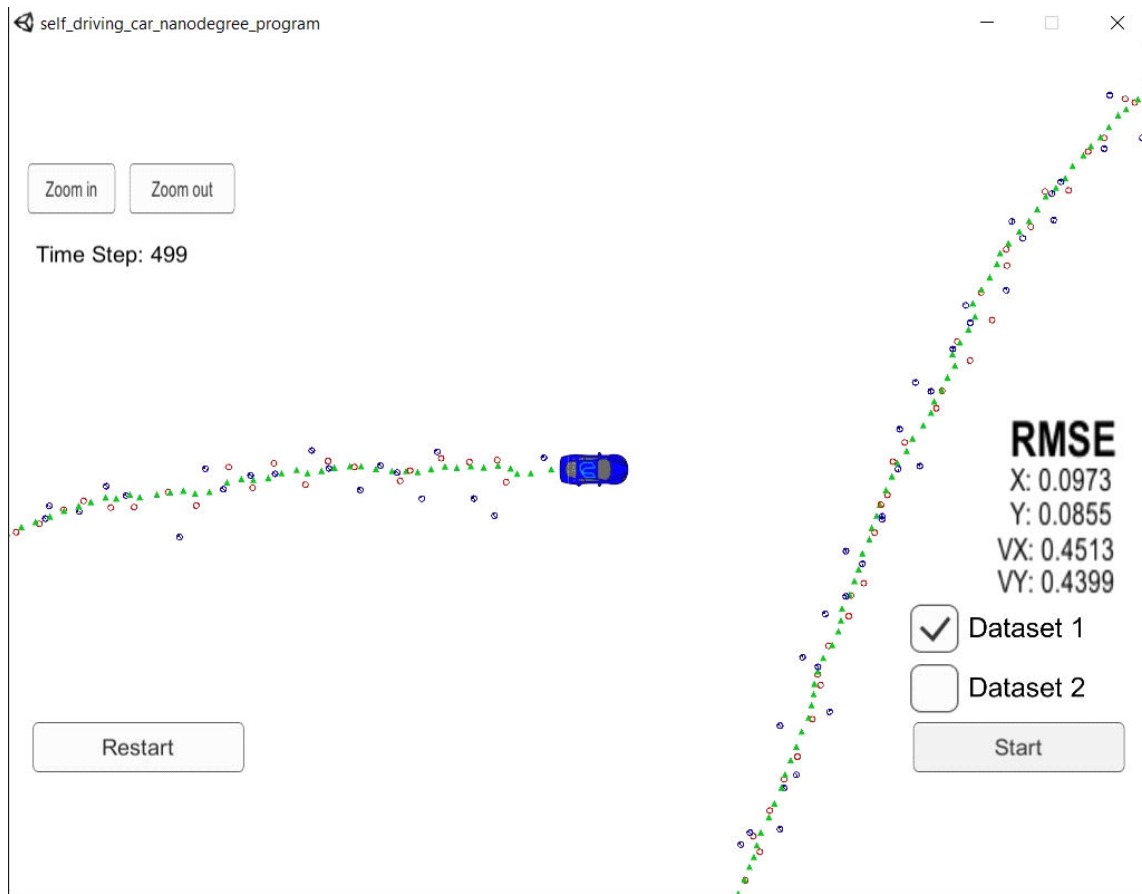 self_driving_car_nanodegree_program
Zoom in
Zoom out
Time Step: 499
RMSE
X: 0.0973
Y: 0.0855
VX: 0.4513
VY: 0.4399
Dataset 1
Dataset 2
Restart
Start